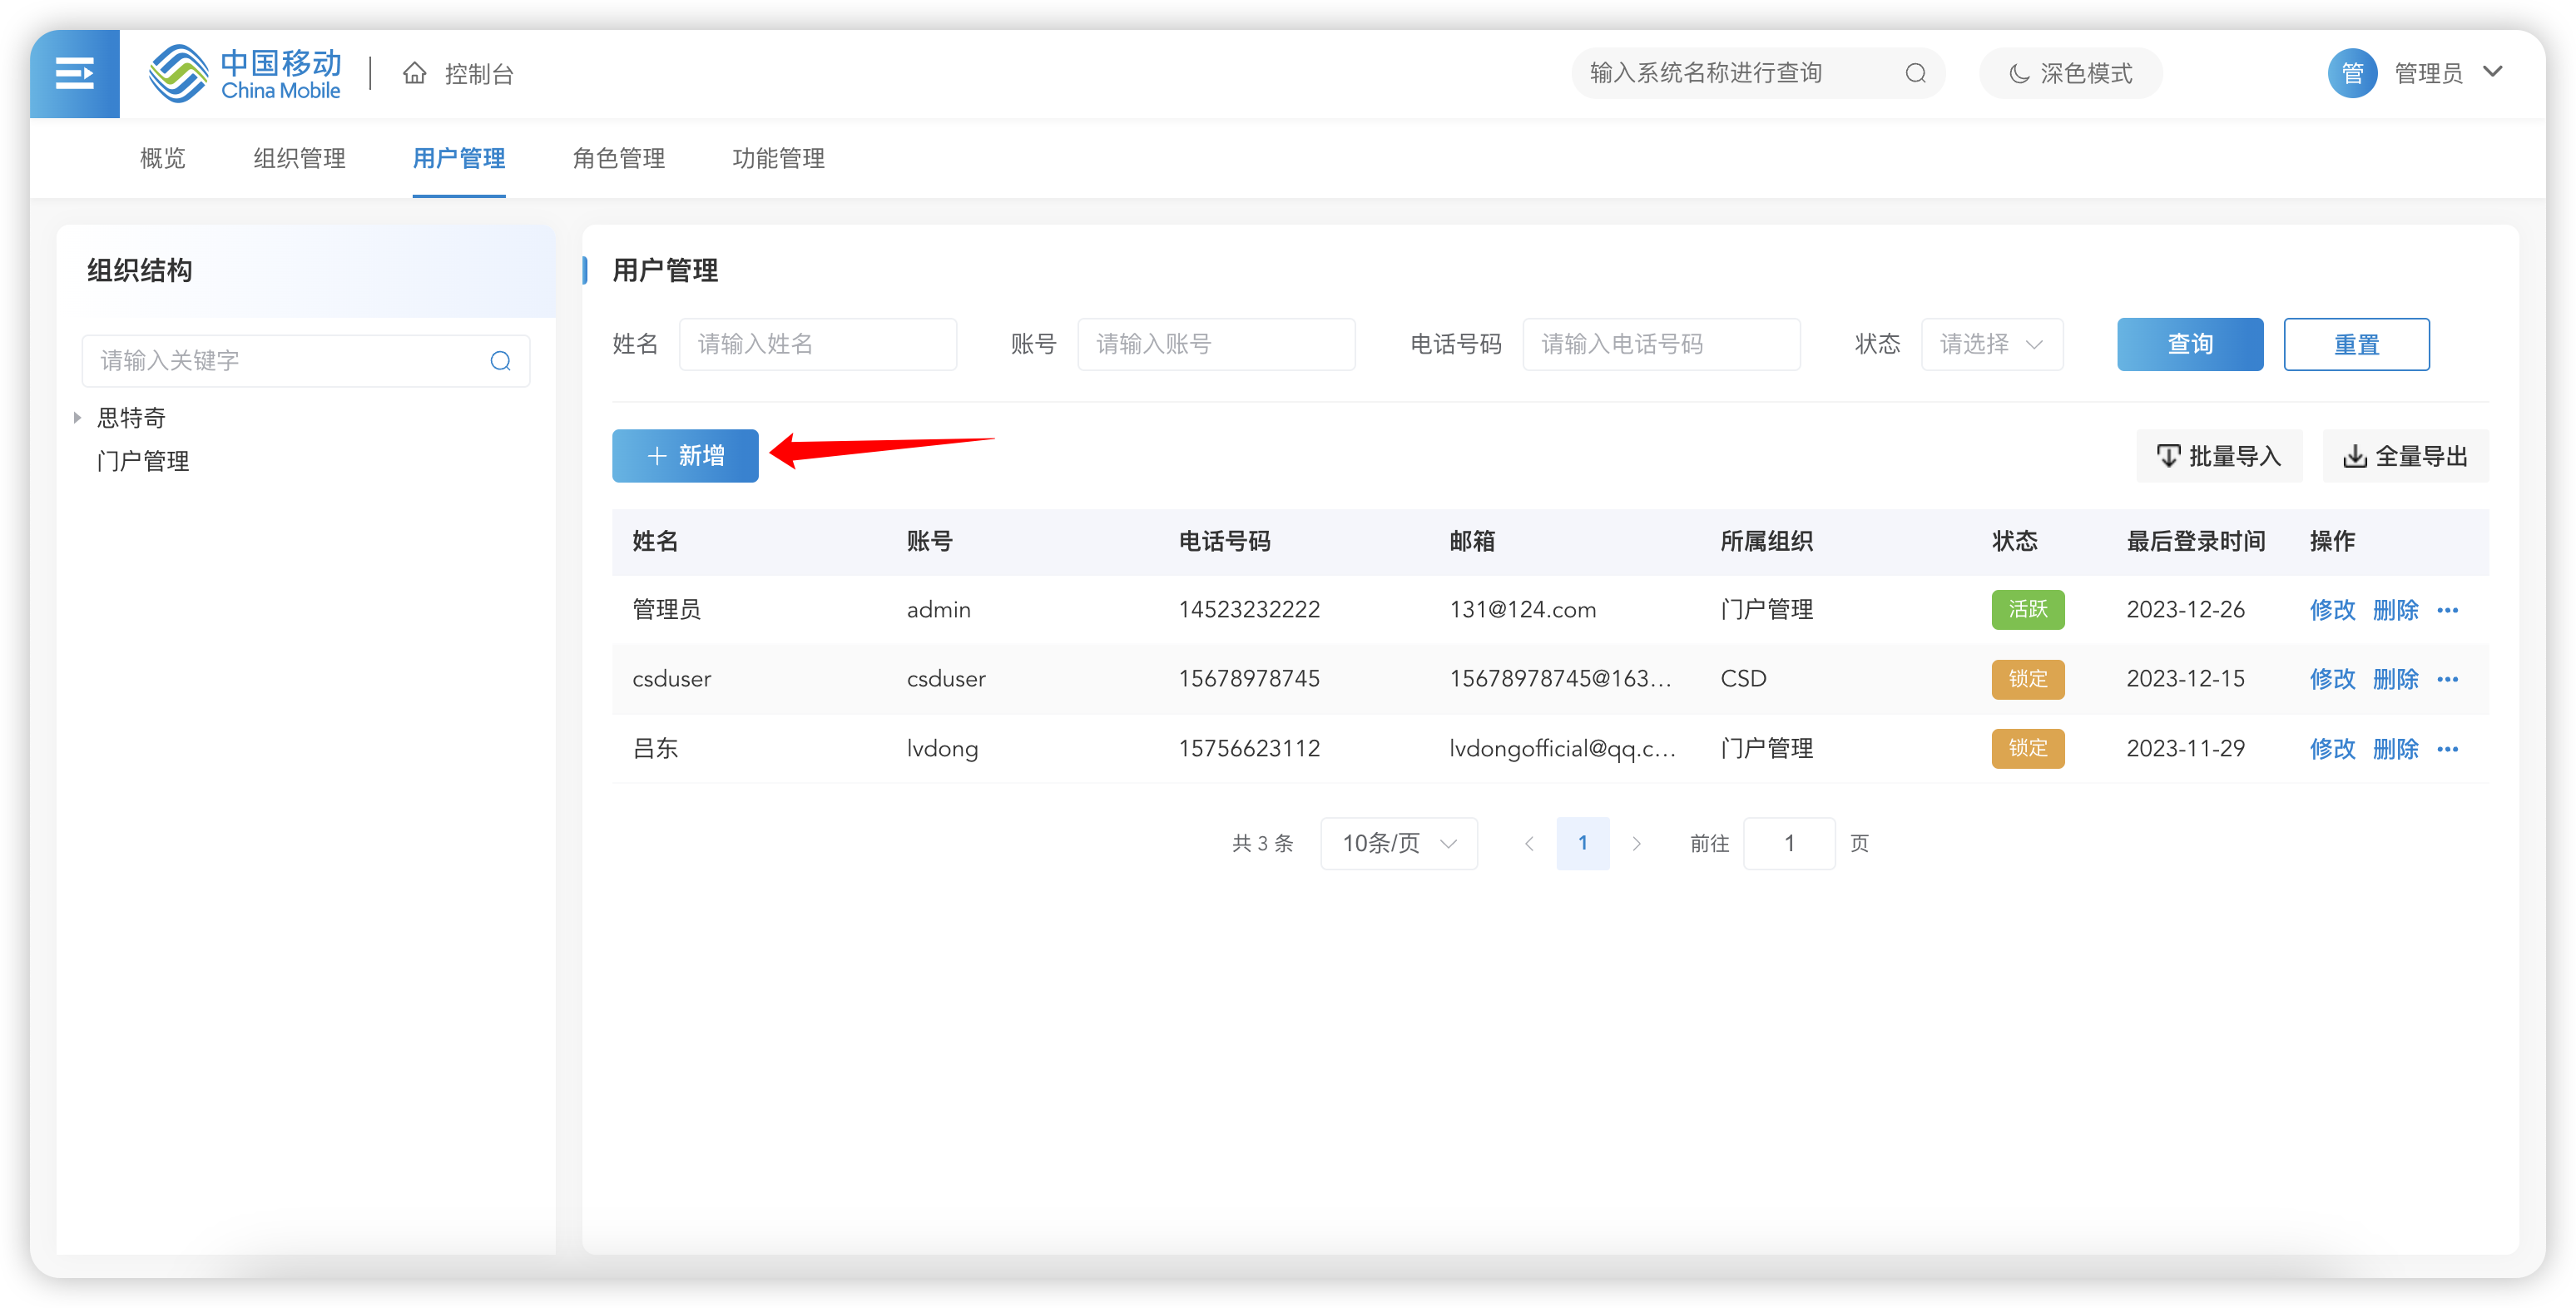 中国移动
China Mobile
控制台
输入系统名称进行查询
深色模式
管
管理员
概览 组织管理 用户管理 角色管理 功能管理
组织结构
请输入关键字
思特奇
门户管理
用户管理
姓名 请输入姓名 账号 请输入账号 电话号码 请输入电话号码 状态 请选择 查询 重置
新增 批量导入 全量导出
姓名 账号 电话号码 邮箱 所属组织 状态 最后登录时间 操作
管理员 admin 14523232222 131@124.com 门户管理 活跃 2023-12-26 修改 删除 •••
csduser csduser 15678978745 15678978745@163... CSD 锁定 2023-12-15 修改 删除 •••
吕东 lvdong 15756623112 lvdongofficial@qq.c... 门户管理 锁定 2023-11-29 修改 删除 •••
共 3 条 10条/页 1 前往 1 页